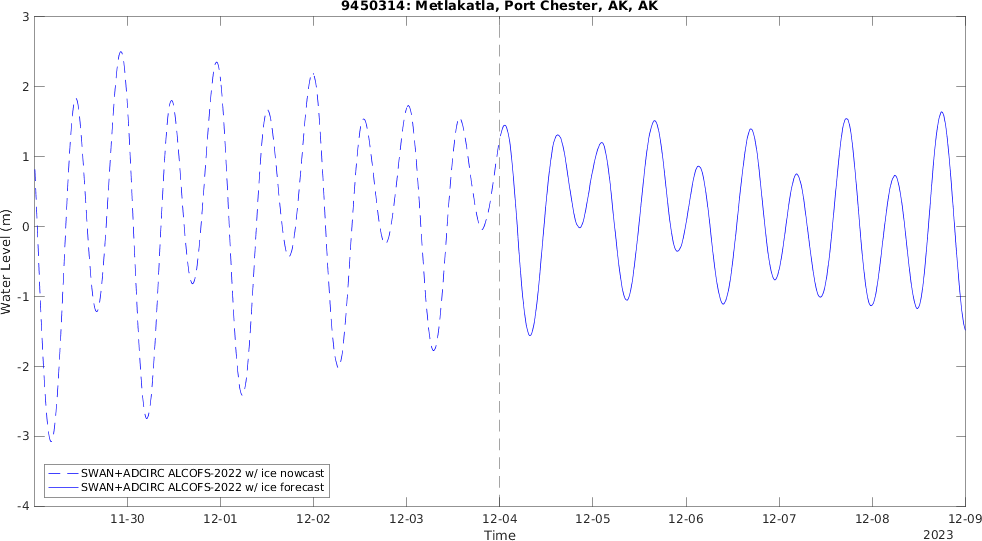 9450314: Metlakatla, Port Chester, AK, AK
3
2
1
0
-1
-2
-3
-4
Water Level (m)
SWAN+ADCIRC ALCOFS-2022 w/ ice nowcast
SWAN+ADCIRC ALCOFS-2022 w/ ice forecast
11-30 12-01 12-02 12-03 12-04 12-05 12-06 12-07 12-08 12-09
Time
2023